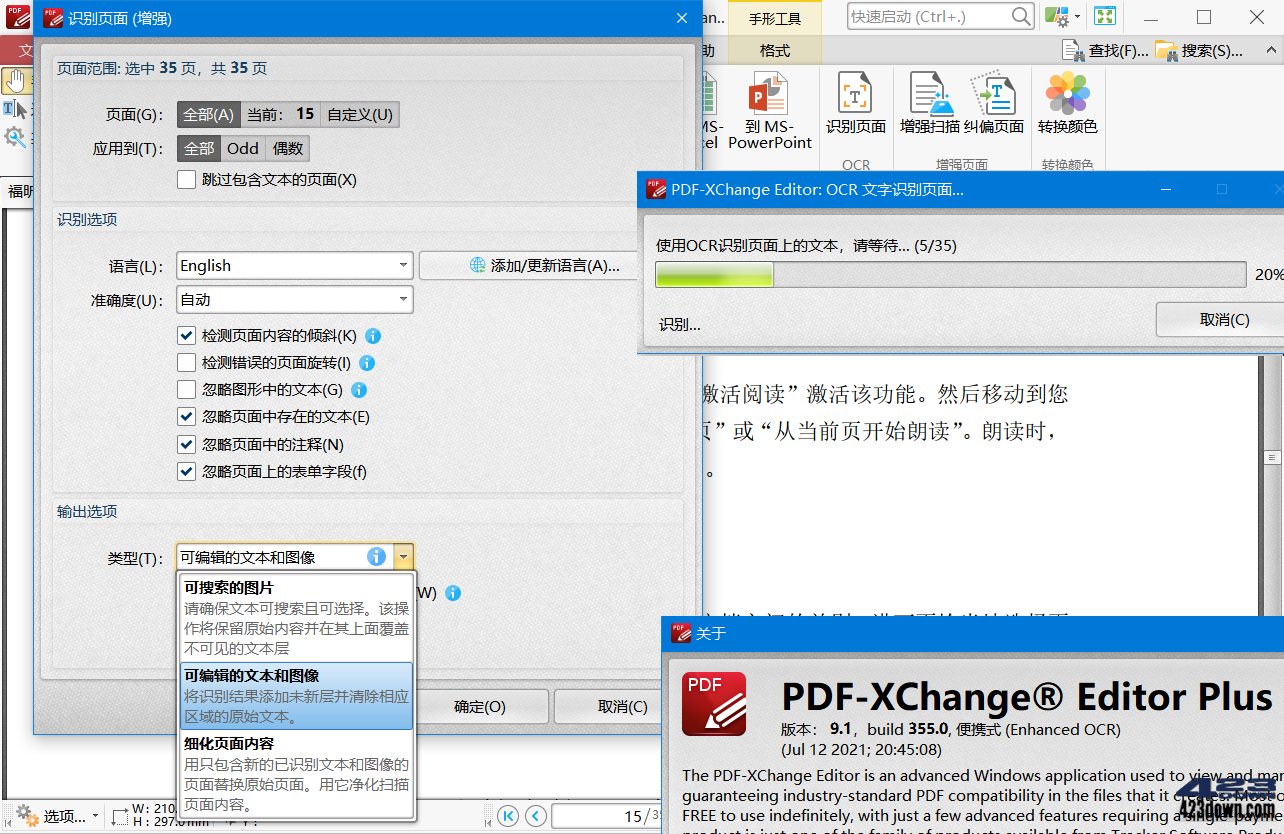 识别页面 (增强)
手形工具
快速启动 (Ctrl+.)
文
助
格式
查找(F)...
搜索(S)...
页面范围: 选中 35 页，共 35 页
页面(G):
全部(A)
当前: 15
自定义(U)
应用到(T):
全部
Odd
偶数
跳过包含文本的页面(X)
到 MS-
PowerPoint
识别页面
增强扫描
纠偏页面
转换颜色
OCR
增强页面
转换颜色
福昕
识别选项
语言(L):
English
添加/更新语言(A)...
准确度(U):
自动
检测页面内容的倾斜(K)
检测错误的页面旋转(I)
忽略图形中的文本(G)
忽略页面中存在的文本(E)
忽略页面中的注释(N)
忽略页面上的表单字段(f)
PDF-XChange Editor: OCR 文字识别页面...
使用OCR识别页面上的文本，请等待... (5/35)
20%
识别...
取消(C)
激活阅读”激活该功能。然后移动到您
页”或“从当前页开始朗读”。朗读时，
。
输出选项
类型(T):
可编辑的文本和图像
W)
可搜索的图片
请确保文本可搜索且可选择。该操
作将保留原始内容并在其上面覆盖
不可见的文本层
可编辑的文本和图像
将识别结果添加未新层并清除相应
区域的原始文本。
细化页面内容
用只包含新的已识别文本和图像的
页面替换原始页面。用它净化扫描
页面内容。
确定(O)
取消(C)
关于
PDF
PDF-XChange® Editor Plus
版本： 9.1, build 355.0, 便携式 (Enhanced OCR)
(Jul 12 2021; 20:45:08)
The PDF-XChange Editor is an advanced Windows application used to view and
guaranteeing industry-standard PDF compatibility in the files that it
FREE to use indefinitely, with just a few advanced features requiring a
423down.com
选项...
W: 210.
H: 297.0mm
15